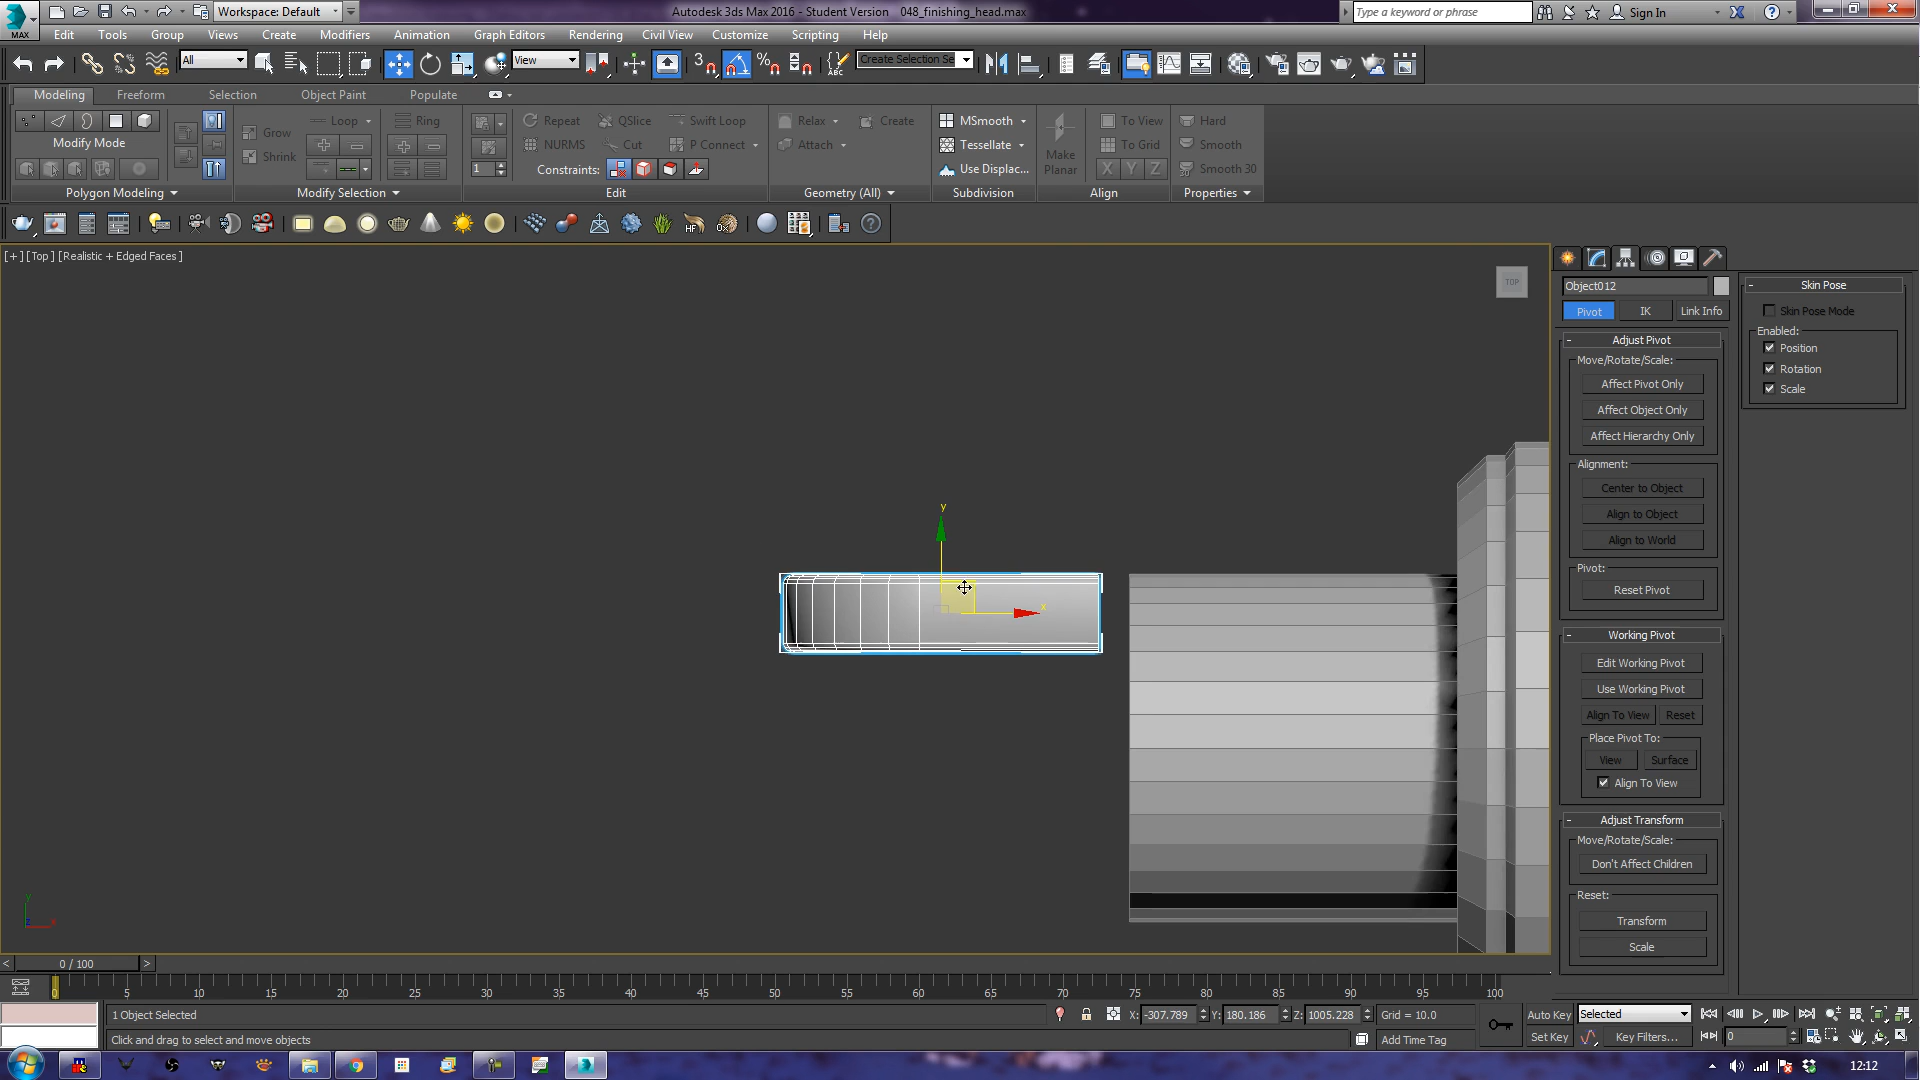 Autodesk 3ds Max 2016 - Student Version 048_finishing_head.max
Workspace: Default
Type a keyword or phrase
Sign In
MAX
Edit Tools Group Views Create Modifiers Animation Graph Editors Rendering Civil View Customize Scripting Help
All
View
3
ABC
Create Selection Se
Modeling Freeform Selection Object Paint Populate
Modify Mode
Loop Ring
Grow
Shrink
Repeat QSlice Swift Loop
NURMS Cut P Connect
1
Constraints:
Relax Create
Attach
MSmooth
Tessellate
Use Displac...
Make Planar
To View
To Grid
X Y Z
Hard
Smooth
Smooth 30
Polygon Modeling Modify Selection Edit Geometry (All) Subdivision Align Properties
HF
[+] [Top] [Realistic + Edged Faces]
TOP
y
x
y
x
Object012
Pivot IK Link Info
- Adjust Pivot
Move/Rotate/Scale:
Affect Pivot Only
Affect Object Only
Affect Hierarchy Only
Alignment:
Center to Object
Align to Object
Align to World
Pivot:
Reset Pivot
- Working Pivot
Edit Working Pivot
Use Working Pivot
Align To View Reset
Place Pivot To:
View Surface
Align To View
- Adjust Transform
Move/Rotate/Scale:
Don't Affect Children
Reset:
Transform
Scale
- Skin Pose
Skin Pose Mode
Enabled:
Position
Rotation
Scale
< 0 / 100 >
0 5 10 15 20 25 30 35 40 45 50 55 60 65 70 75 80 85 90 95 100
1 Object Selected
X: -307.789 Y: 180.186 Z: 1005.228 Grid = 10.0
Auto Key Selected
Click and drag to select and move objects
Add Time Tag
Set Key Key Filters...
0
12:12